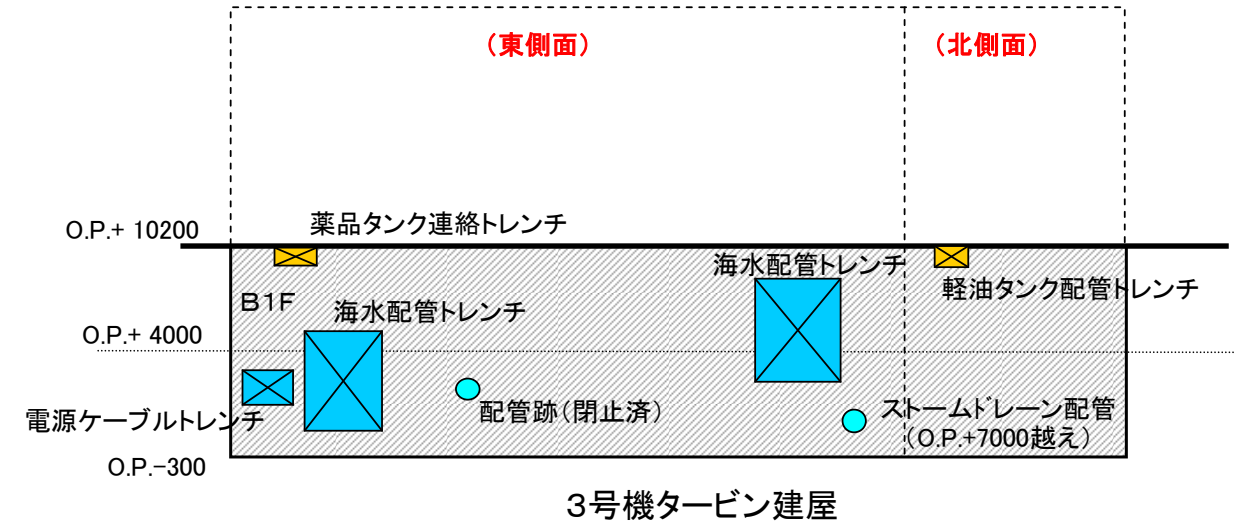 (東側面)
(北側面)
O.P.+ 10200
薬品タンク連絡トレンチ
海水配管トレンチ
軽油タンク配管トレンチ
B1F
海水配管トレンチ
O.P.+ 4000
電源ケーブルトレンチ
配管跡(閉止済)
ストームドレーン配管
(O.P.+7000越え)
O.P.-300
3号機タービン建屋